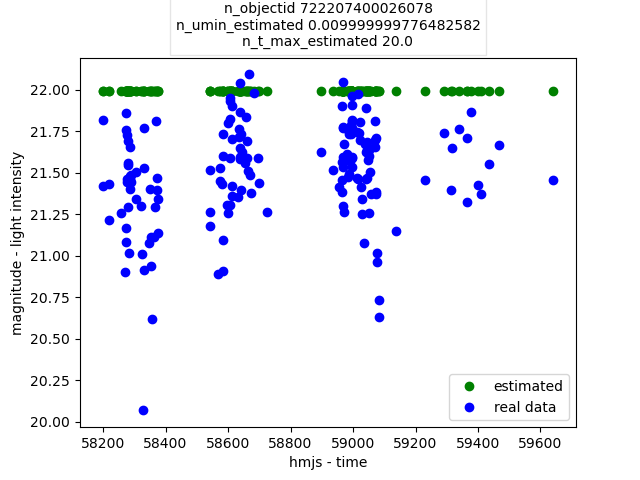 n_objectid 722207400026078
n_umin_estimated 0.009999999776482582
n_t_max_estimated 20.0
22.00
21.75
21.50
21.25
21.00
20.75
20.50
20.25
20.00
magnitude - light intensity
estimated
real data
58200 58400 58600 58800 59000 59200 59400 59600
hmjs - time